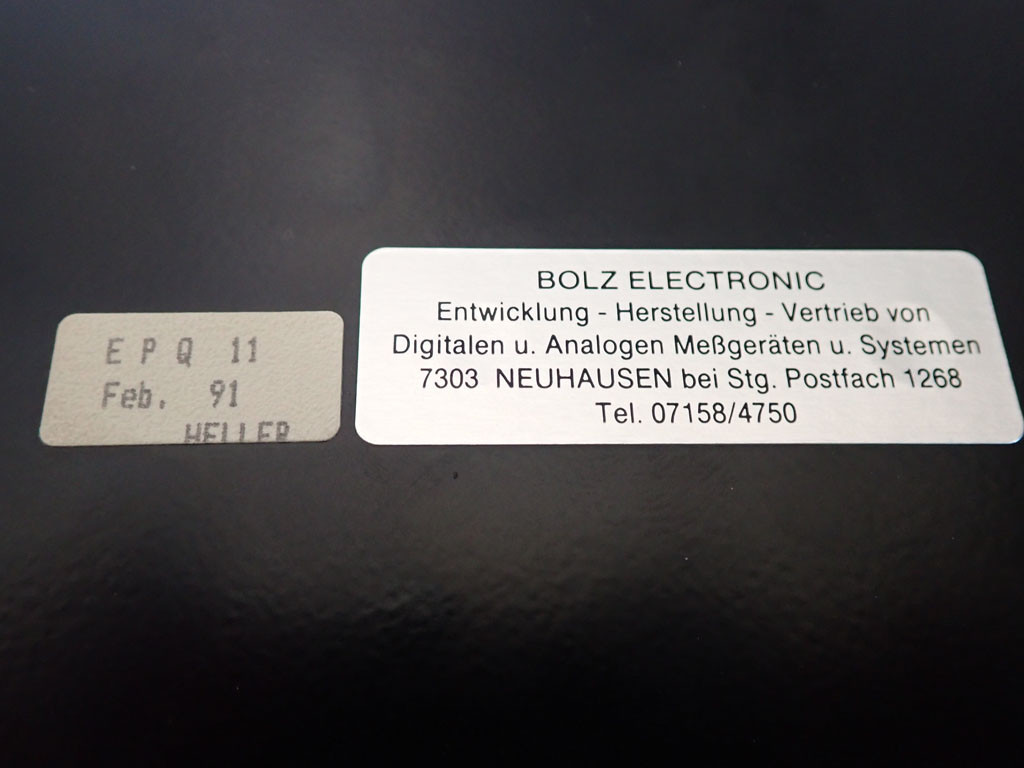 E P Q 11
Feb. 91
HELLER
BOLZ ELECTRONIC
Entwicklung - Herstellung - Vertrieb von
Digitalen u. Analogen Meßgeräten u. Systemen
7303 NEUHAUSEN bei Stg. Postfach 1268
Tel. 07158/4750